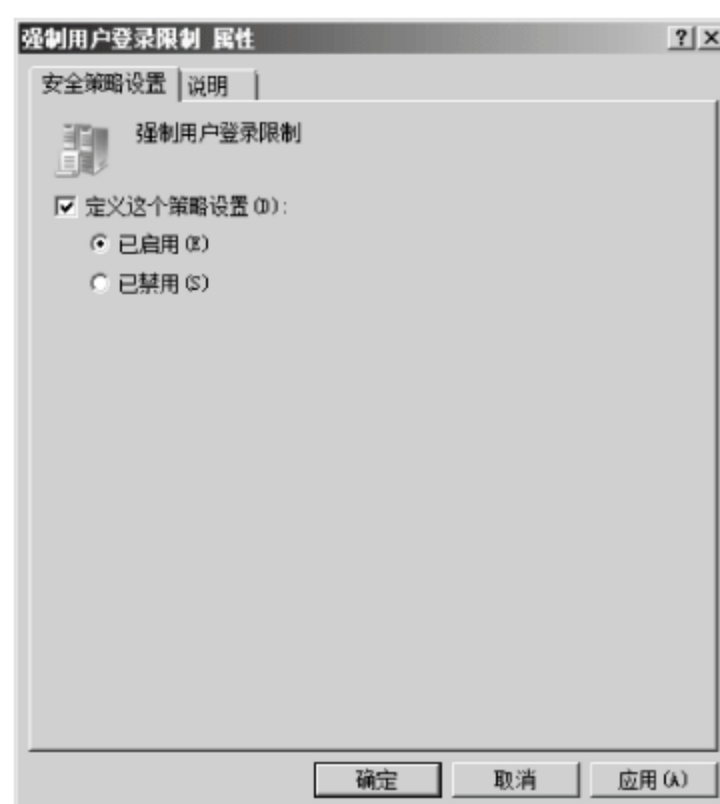 强制用户登录限制 属性
安全策略设置 说明
强制用户登录限制
定义这个策略设置(D):
已启用(E)
已禁用(S)
确定 取消 应用(A)